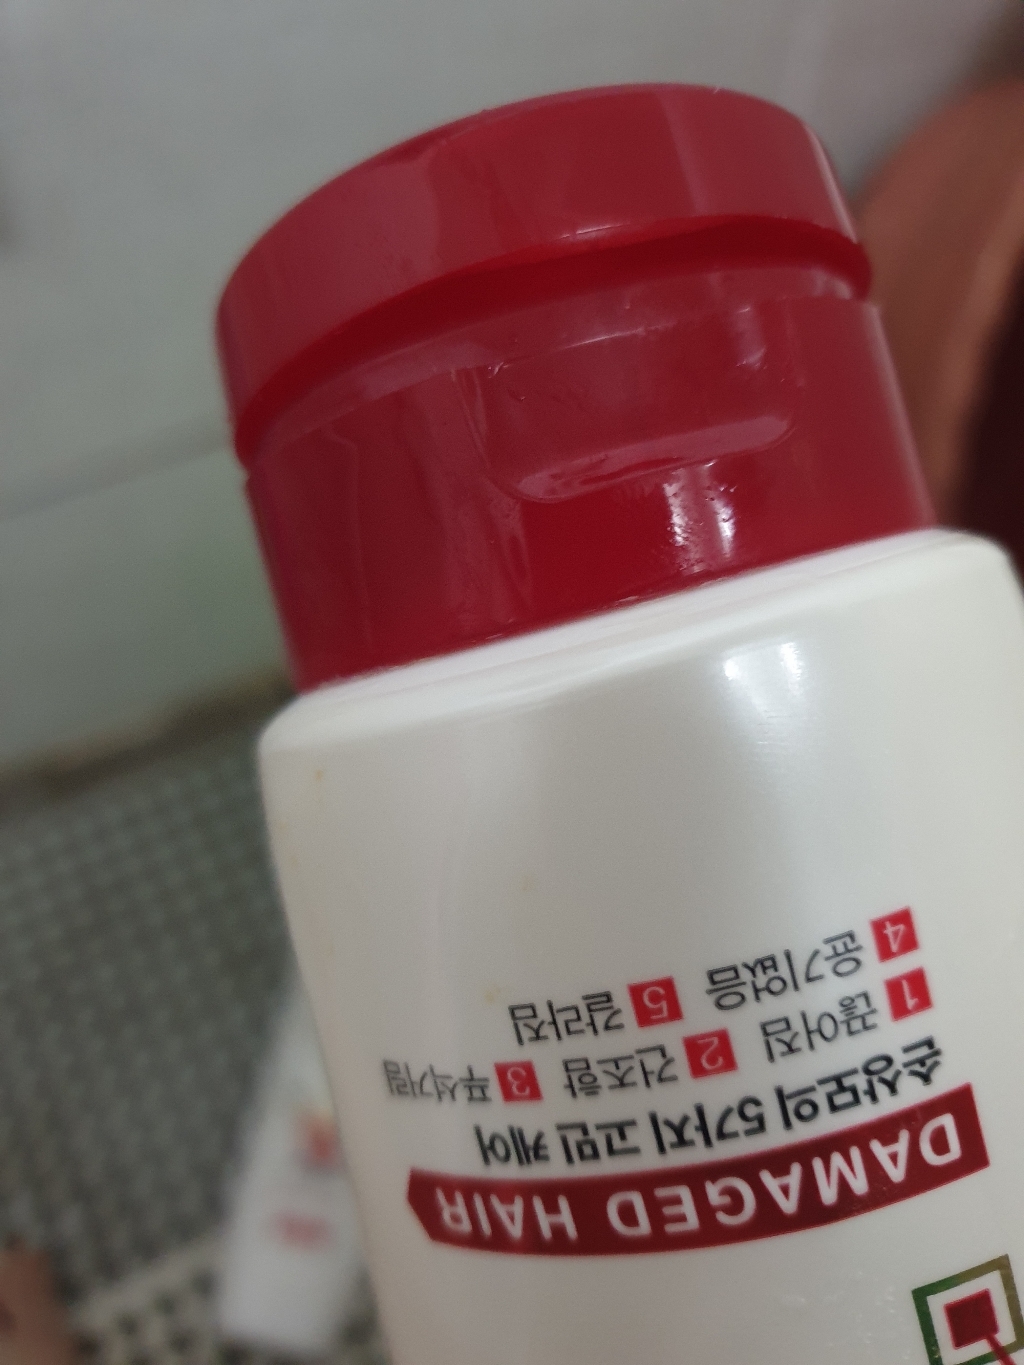 DAMAGED HAIR
손상모의 5가지 고민 케어
1 끊어짐 2 건조함 3 푸석거림
4 윤기없음 5 갈라짐